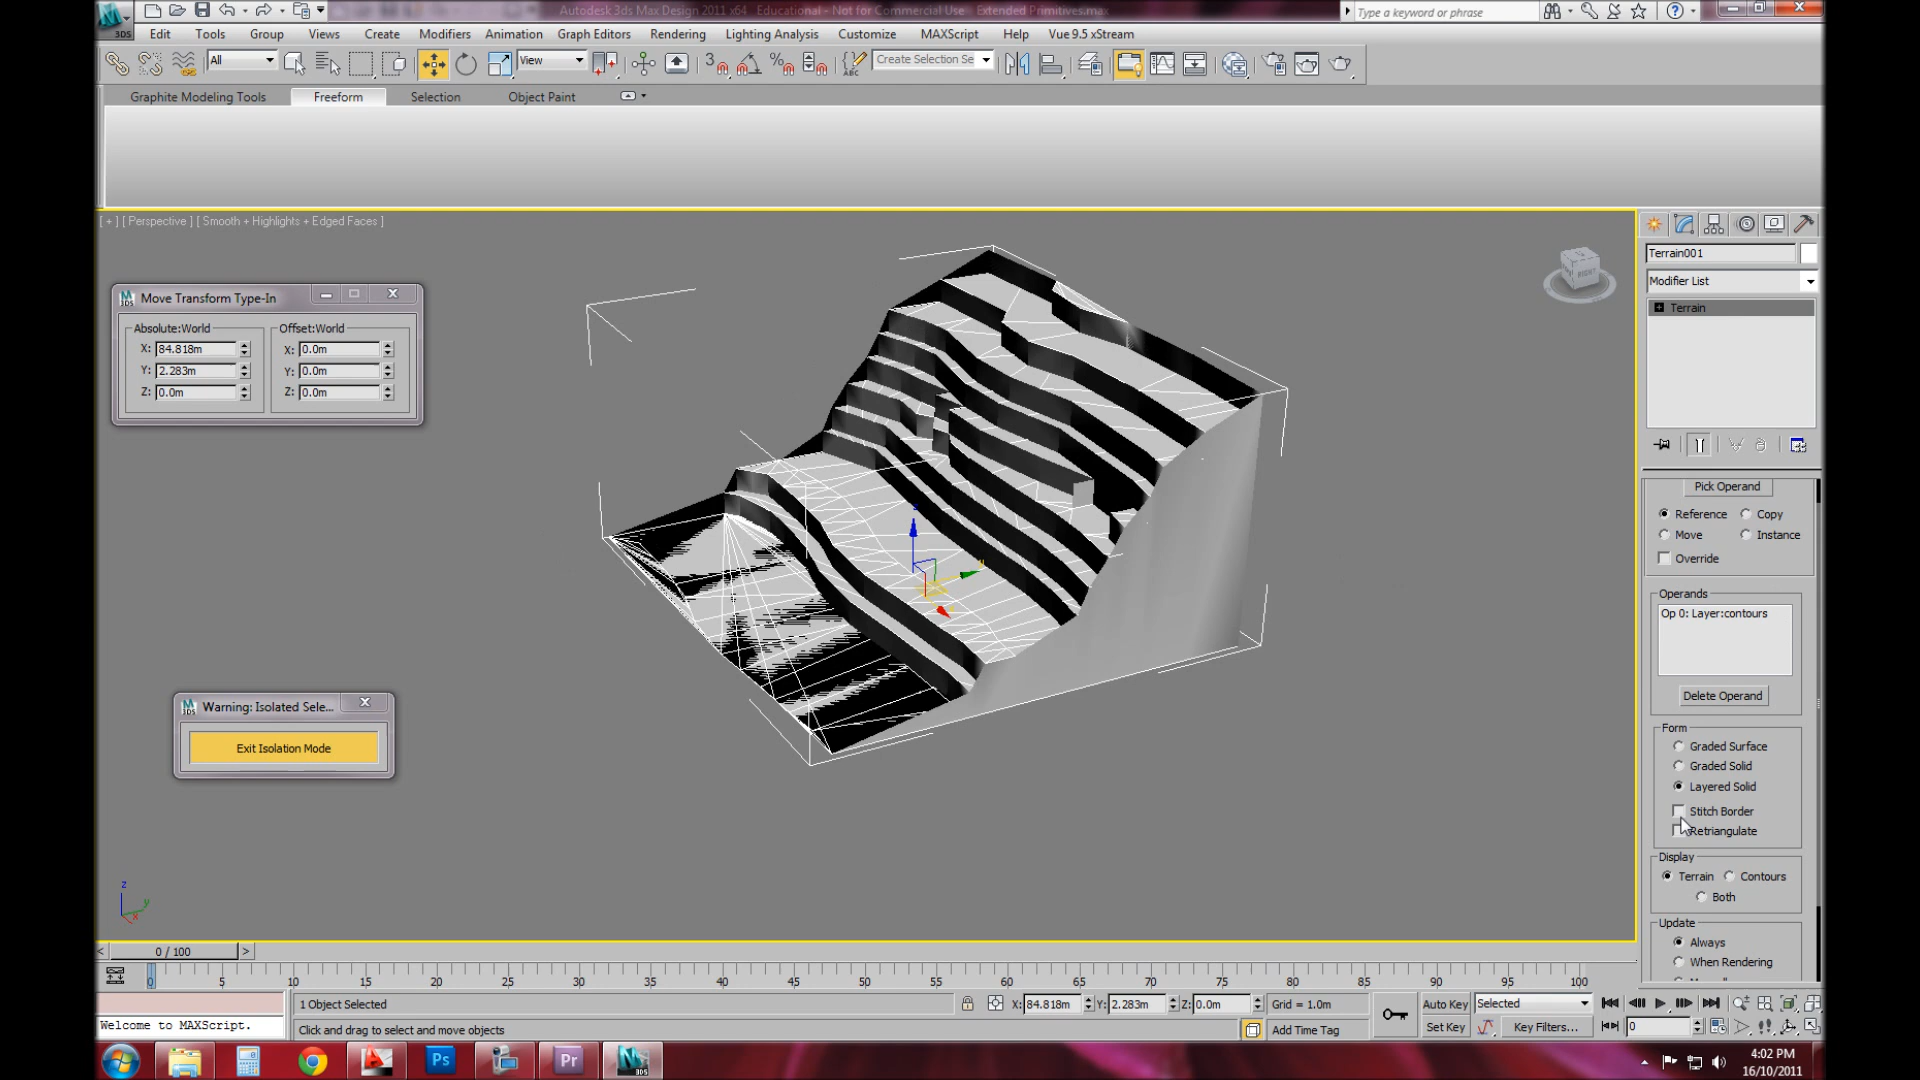 Autodesk 3ds Max Design 2011 x64 Educational - Not for Commercial Use Extended Primitives.max
Type a keyword or phrase
3DS
Edit Tools Group Views Create Modifiers Animation Graph Editors Rendering Lighting Analysis Customize MAXScript Help Vue 9.5 xStream
All View 3 % ABC Create Selection Se
Graphite Modeling Tools Freeform Selection Object Paint
[ + ] [ Perspective ] [ Smooth + Highlights + Edged Faces ]
Move Transform Type-In
Absolute:World Offset:World
X: 84.818m X: 0.0m
Y: 2.283m Y: 0.0m
Z: 0.0m Z: 0.0m
Warning: Isolated Sele...
Exit Isolation Mode
z
y
x
RIGHT
Terrain001
Modifier List
Terrain
Pick Operand
Reference Copy
Move Instance
Override
Operands
Op 0: Layer:contours
Delete Operand
Form
Graded Surface
Graded Solid
Layered Solid
Stitch Border
Retriangulate
Display
Terrain Contours
Both
Update
Always
When Rendering
< 0 / 100 >
0 5 10 15 20 25 30 35 40 45 50 55 60 65 70 75 80 85 90 95 100
1 Object Selected X: 84.818m Y: 2.283m Z: 0.0m Grid = 1.0m Auto Key Selected
Welcome to MAXScript. Click and drag to select and move objects Add Time Tag Set Key Key Filters... 0
Ps Pr 3DS
4:02 PM
16/10/2011